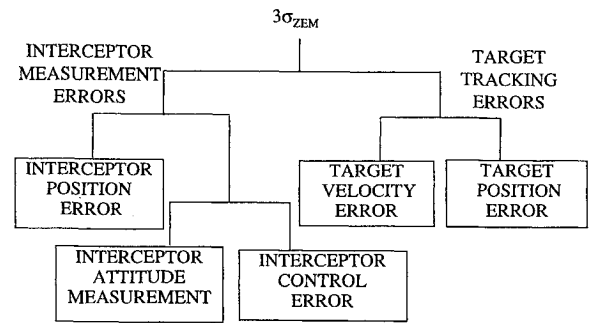 3σZEM
INTERCEPTOR
MEASUREMENT
ERRORS
TARGET
TRACKING
ERRORS
INTERCEPTOR
POSITION
ERROR
TARGET
VELOCITY
ERROR
TARGET
POSITION
ERROR
INTERCEPTOR
ATTITUDE
MEASUREMENT
INTERCEPTOR
CONTROL
ERROR